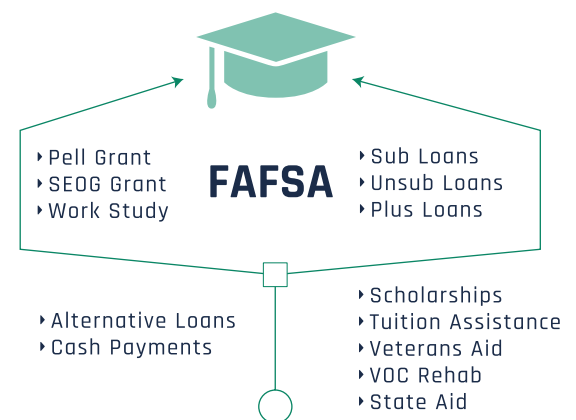 Pell Grant
SEOG Grant
Work Study
FAFSA
Sub Loans
Unsub Loans
Plus Loans
Alternative Loans
Cash Payments
Scholarships
Tuition Assistance
Veterans Aid
VOC Rehab
State Aid